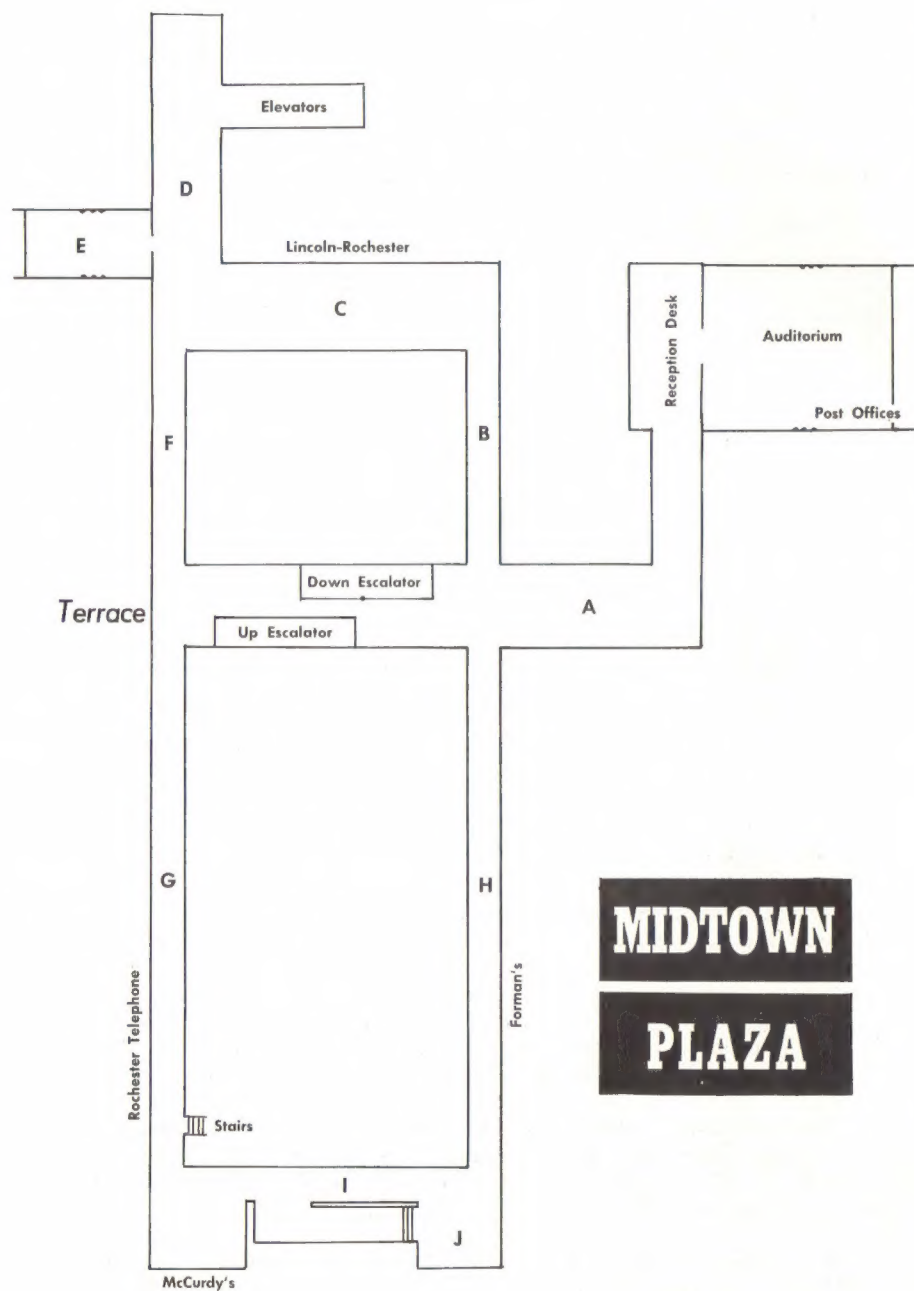 Elevators
D
E
Lincoln-Rochester
C
Reception Desk
Auditorium
Post Offices
F
B
Down Escalator
A
Terrace
Up Escalator
G
H
MIDTOWN
PLAZA
Rochester Telephone
Forman's
Stairs
I
J
McCurdy's